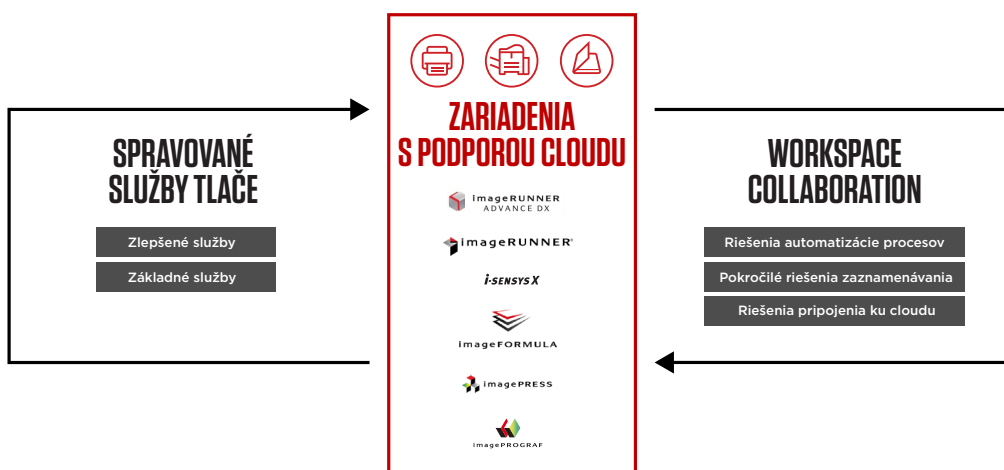 SPRAVOVANÉ
SLUŽBY TLAČE
Zlepšené služby
Základné služby
ZARIADENIA
S PODPOROU CLOUDU
imageRUNNER
ADVANCE DX
imageRUNNER®
i-SENSYS X
imageFORMULA
imagePRESS
imagePROGRAF
WORKSPACE
COLLABORATION
Riešenia automatizácie procesov
Pokročilé riešenia zaznamenávania
Riešenia pripojenia ku cloudu